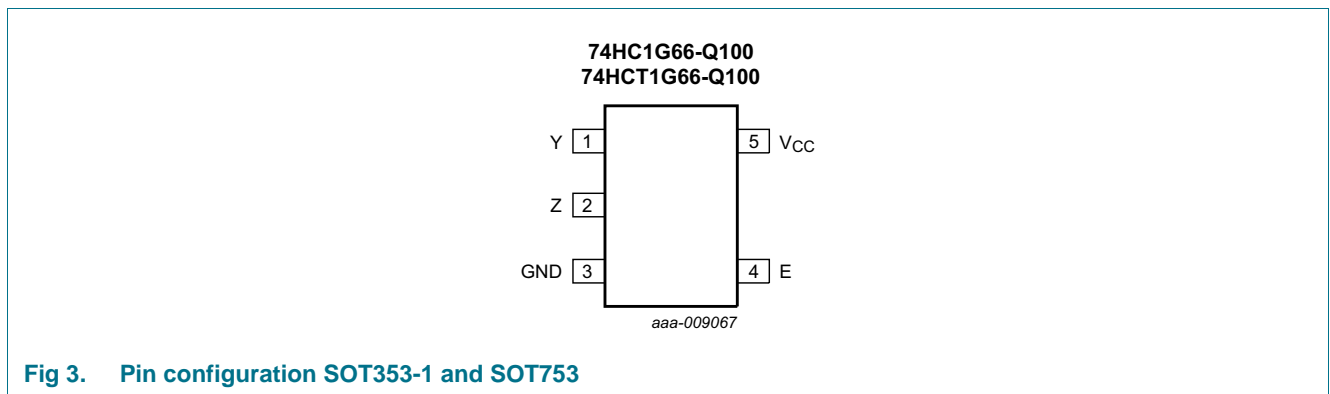 74HC1G66-Q100
74HCT1G66-Q100
Y 1 5 VCC
Z 2
GND 3 4 E
aaa-009067
Fig 3. Pin configuration SOT353-1 and SOT753